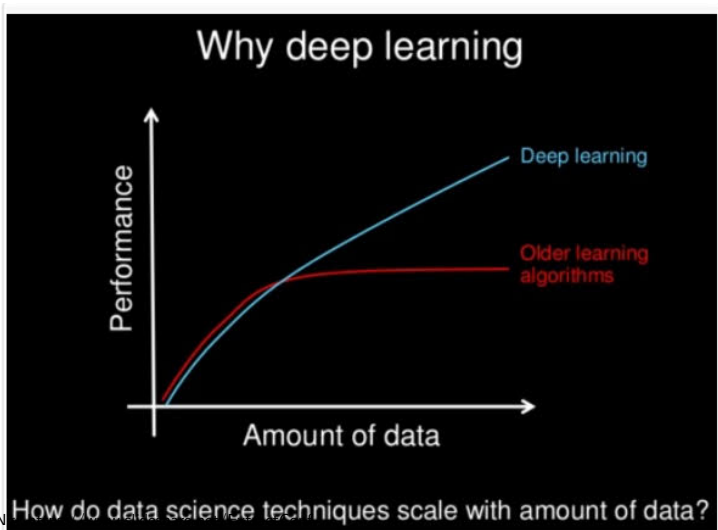 Why deep learning
Performance
Deep learning
Older learning
algorithms
Amount of data
How do data science techniques scale with amount of data?